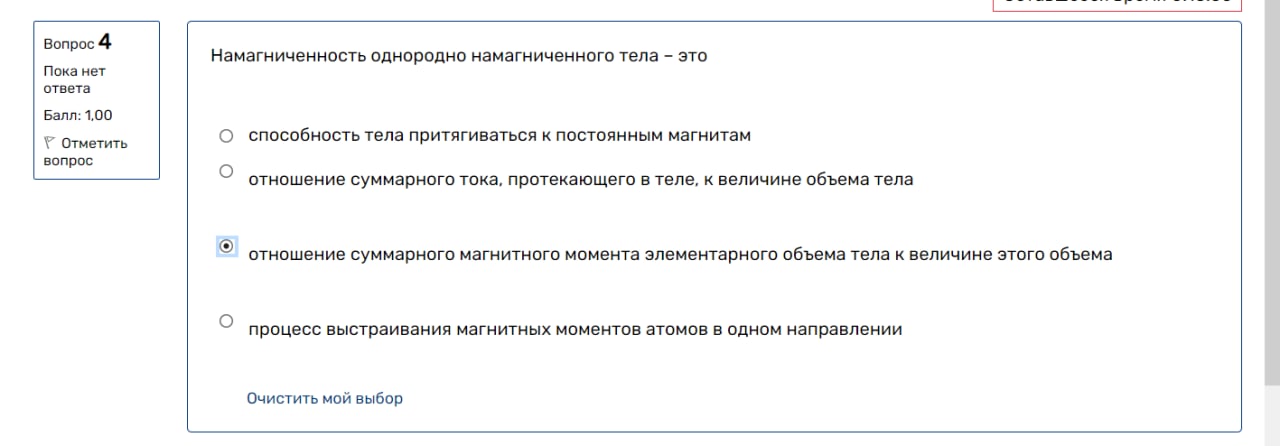 Вопрос 4
Пока нет
ответа
Балл: 1,00
Отметить
вопрос
Намагниченность однородно намагниченного тела – это
способность тела притягиваться к постоянным магнитам
отношение суммарного тока, протекающего в теле, к величине объема тела
отношение суммарного магнитного момента элементарного объема тела к величине этого объема
процесс выстраивания магнитных моментов атомов в одном направлении
Очистить мой выбор